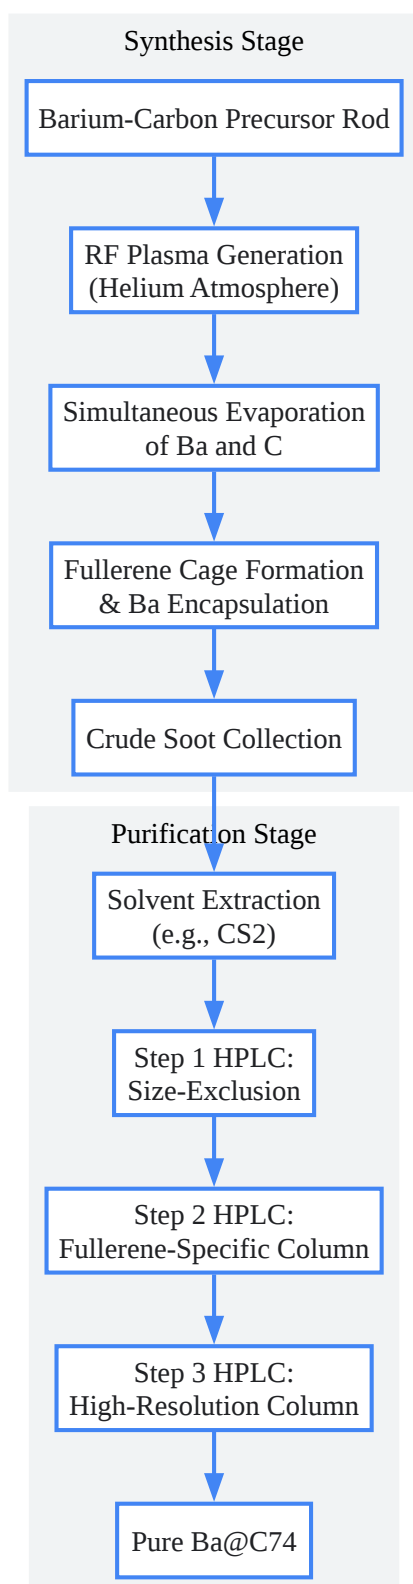 Synthesis Stage
Barium-Carbon Precursor Rod
RF Plasma Generation
(Helium Atmosphere)
Simultaneous Evaporation
of Ba and C
Fullerene Cage Formation
& Ba Encapsulation
Crude Soot Collection
Purification Stage
Solvent Extraction
(e.g., CS2)
Step 1 HPLC:
Size-Exclusion
Step 2 HPLC:
Fullerene-Specific Column
Step 3 HPLC:
High-Resolution Column
Pure Ba@C74